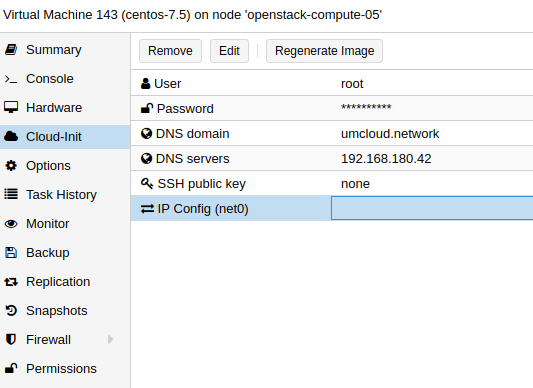 Virtual Machine 143 (centos-7.5) on node 'openstack-compute-05'
Summary
Console
Hardware
Cloud-Init
Options
Task History
Monitor
Backup
Replication
Snapshots
Firewall
Permissions
Remove Edit Regenerate Image
User root
Password **********
DNS domain umcloud.network
DNS servers 192.168.180.42
SSH public key none
IP Config (net0)